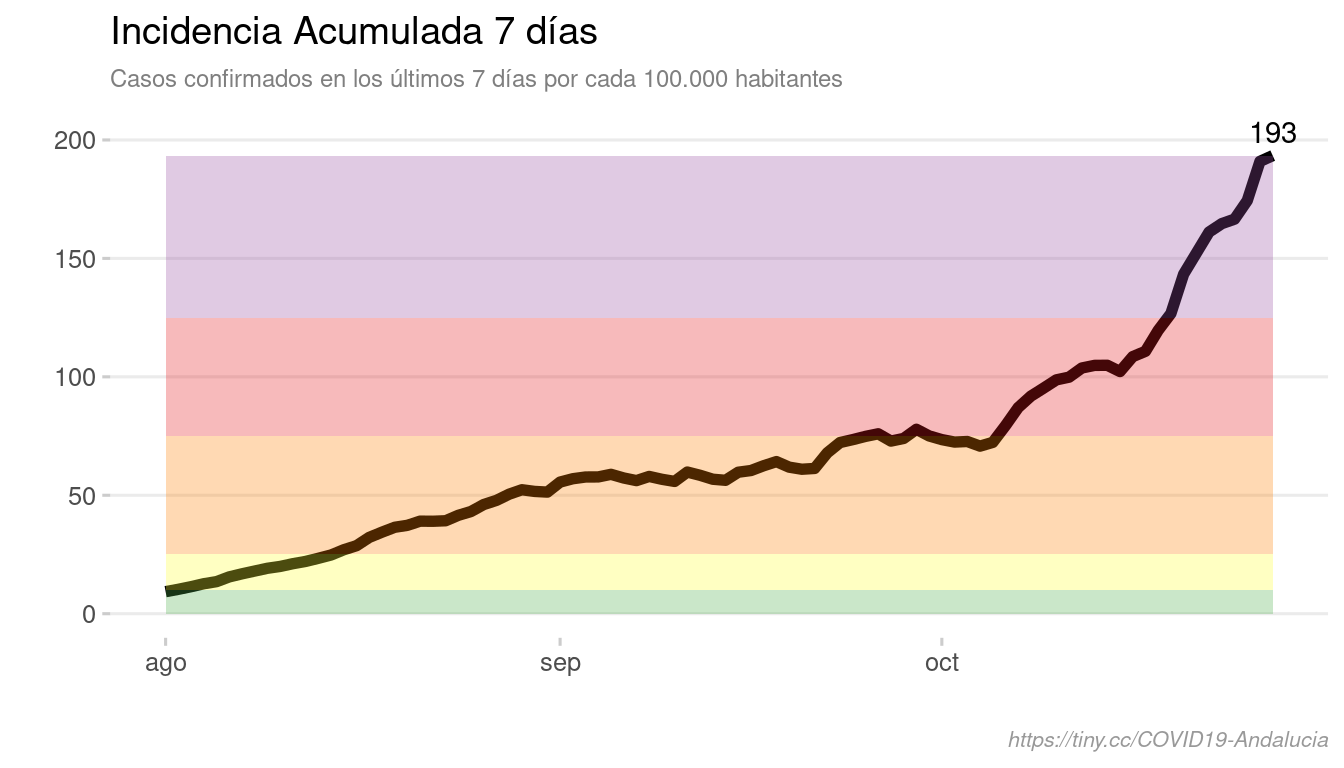 Incidencia Acumulada 7 días
Casos confirmados en los últimos 7 días por cada 100.000 habitantes
193
200
150
100
50
0
ago sep oct
https://tiny.cc/COVID19-Andalucia